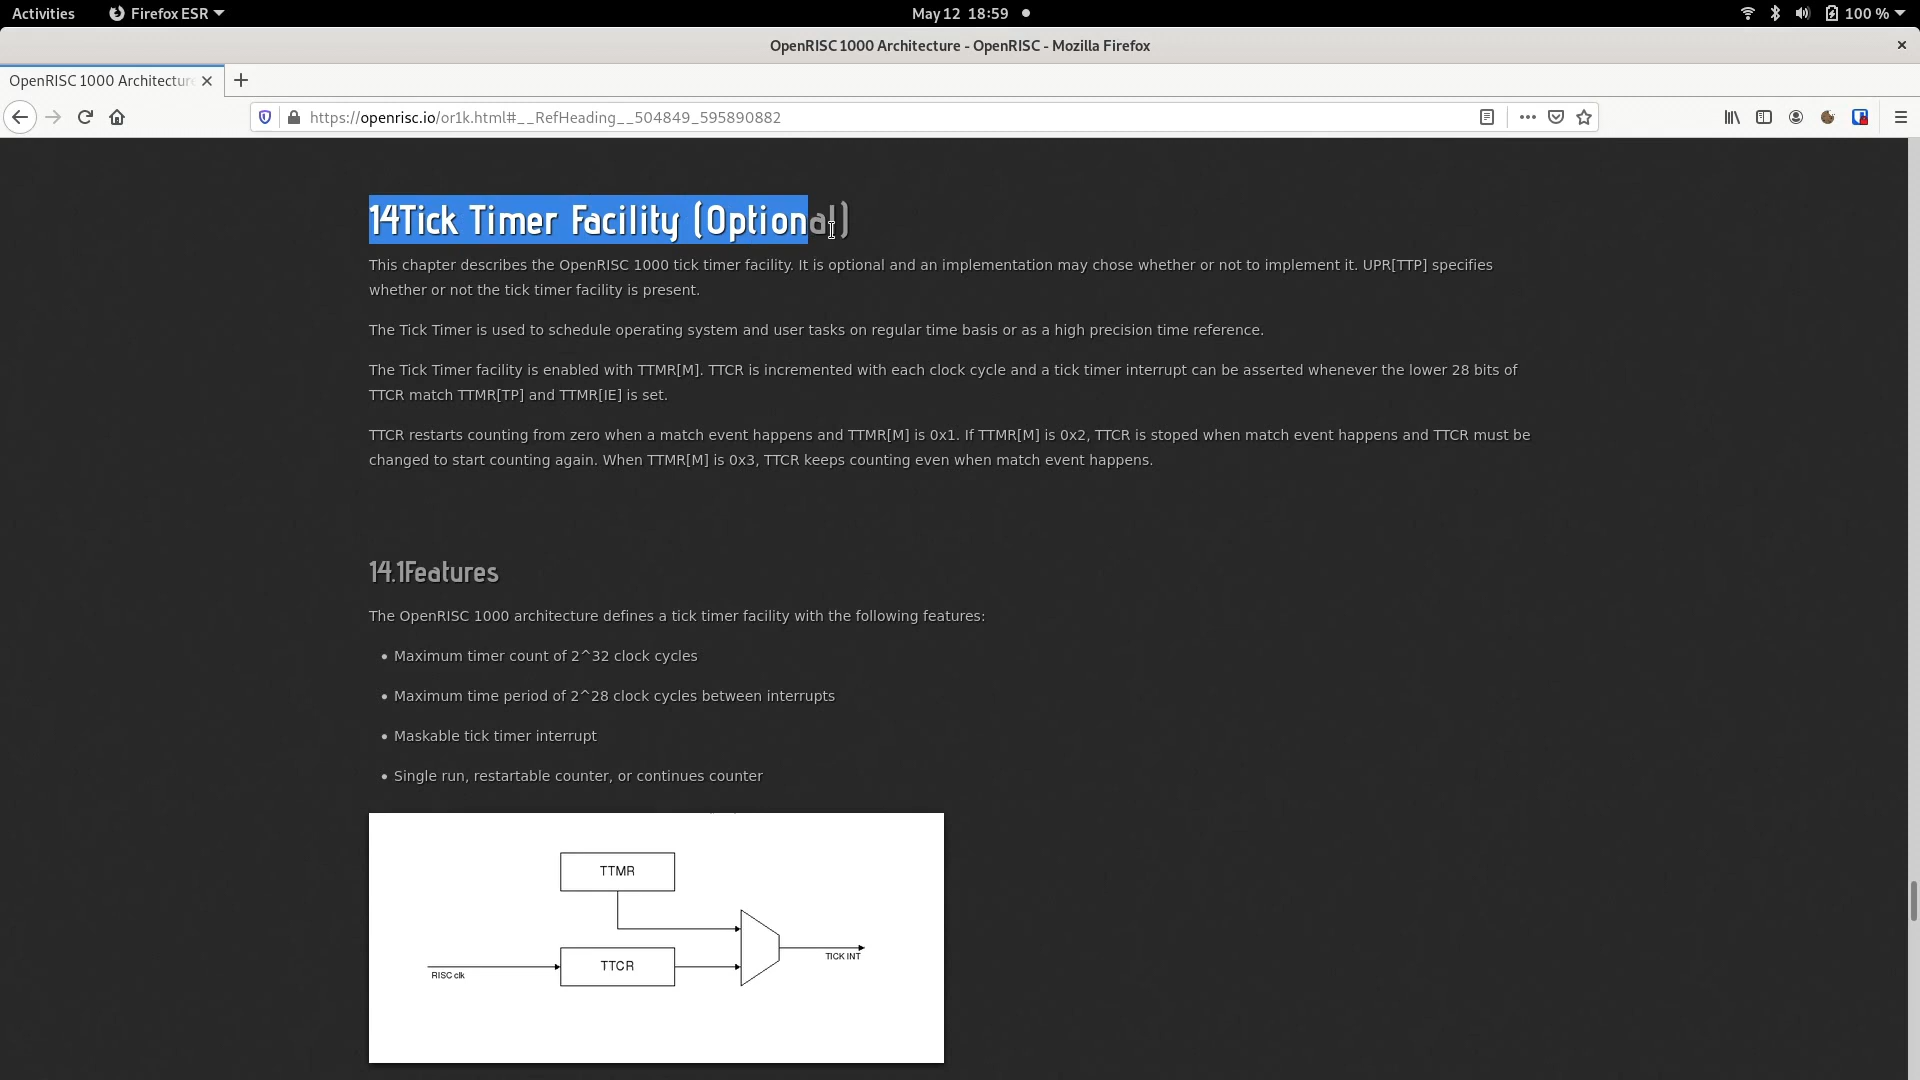 Activities Firefox ESR May 12 18:59 100 %
OpenRISC 1000 Architecture - OpenRISC - Mozilla Firefox
OpenRISC 1000 Architecture
https://openrisc.io/or1k.html#__RefHeading__504849_595890882
14Tick Timer Facility (Optional)
This chapter describes the OpenRISC 1000 tick timer facility. It is optional and an implementation may chose whether or not to implement it. UPR[TTP] specifies
whether or not the tick timer facility is present.
The Tick Timer is used to schedule operating system and user tasks on regular time basis or as a high precision time reference.
The Tick Timer facility is enabled with TTMR[M]. TTCR is incremented with each clock cycle and a tick timer interrupt can be asserted whenever the lower 28 bits of
TTCR match TTMR[TP] and TTMR[IE] is set.
TTCR restarts counting from zero when a match event happens and TTMR[M] is 0x1. If TTMR[M] is 0x2, TTCR is stoped when match event happens and TTCR must be
changed to start counting again. When TTMR[M] is 0x3, TTCR keeps counting even when match event happens.
14.1Features
The OpenRISC 1000 architecture defines a tick timer facility with the following features:
• Maximum timer count of 2^32 clock cycles
• Maximum time period of 2^28 clock cycles between interrupts
• Maskable tick timer interrupt
• Single run, restartable counter, or continues counter
TTMR
TTCR
RISC clk
TICK INT